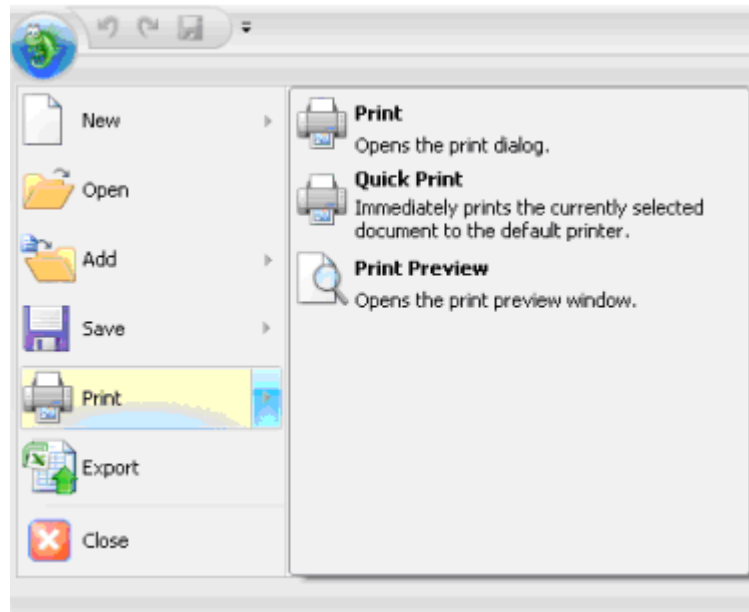 New
Open
Add
Save
Print
Export
Close
Print
Opens the print dialog.
Quick Print
Immediately prints the currently selected
document to the default printer.
Print Preview
Opens the print preview window.